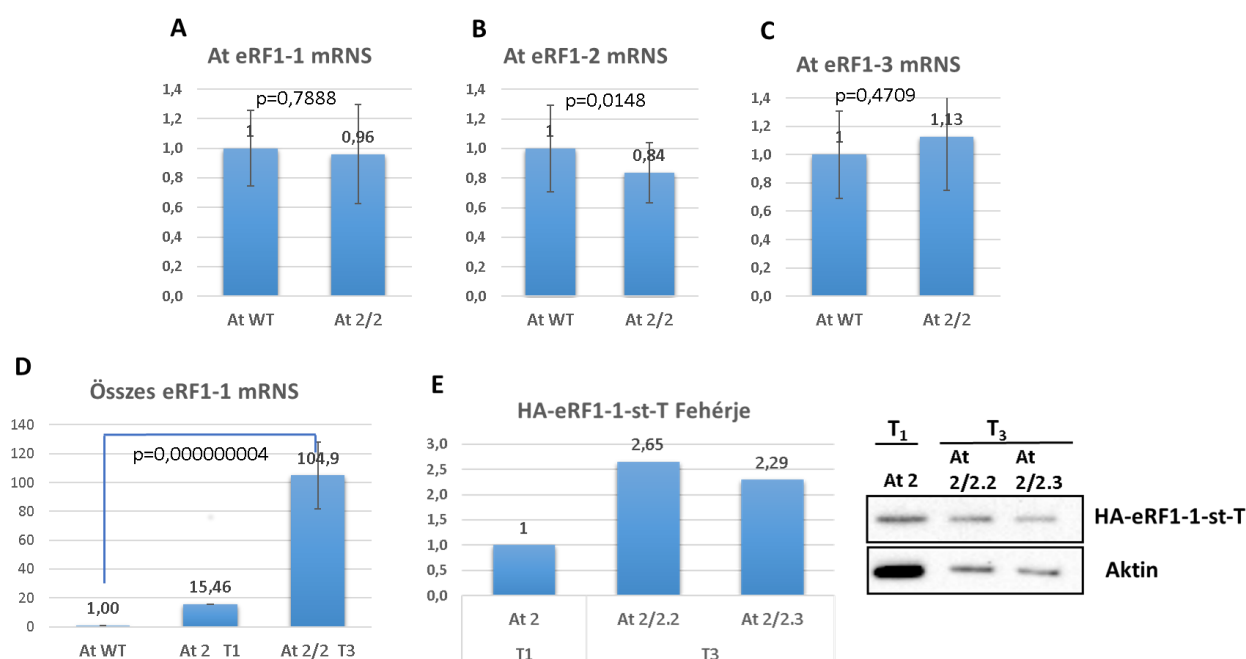 A
At eRF1-1 mRNS
1,4
1,2
1,0
0,8
0,6
0,4
0,2
0,0
p=0,7888
1
0,96
At WT
At 2/2
B
At eRF1-2 mRNS
1,4
1,2
1,0
0,8
0,6
0,4
0,2
0,0
p=0,0148
1
0,84
At WT
At 2/2
C
At eRF1-3 mRNS
1,4
1,2
1,0
0,8
0,6
0,4
0,2
0,0
p=0,4709
1
1,13
At WT
At 2/2
D
Összes eRF1-1 mRNS
140
120
100
80
60
40
20
0
p=0,000000004
1,00
15,46
104,9
At WT
At 2 T1
At 2/2 T3
E
HA-eRF1-1-st-T Fehérje
3,0
2,5
2,0
1,5
1,0
0,5
0,0
1
2,65
2,29
At 2
At 2/2.2
At 2/2.3
T1
T3
T₁
T₃
At 2
At
2/2.2
At
2/2.3
HA-eRF1-1-st-T
Aktin